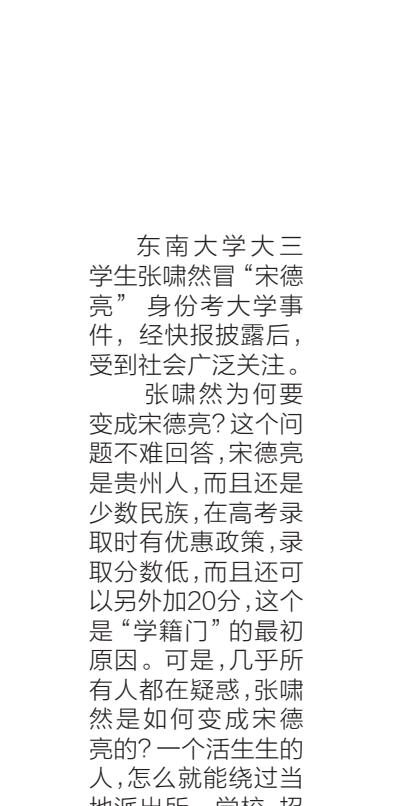 东南大学大三
学生张啸然冒“宋德
亮” 身份考大学事
件，经快报披露后，
受到社会广泛关注。
张啸然为何要
变成宋德亮？这个问
题不难回答，宋德亮
是贵州人，而且还是
少数民族，在高考录
取时有优惠政策，录
取分数低，而且还可
以另外加20分，这个
是“学籍门”的最初
原因。可是，几乎所
有人都在疑惑，张啸
然是如何变成宋德
亮的？一个活生生的
人，怎么就能绕过当
地派出所、学校、招